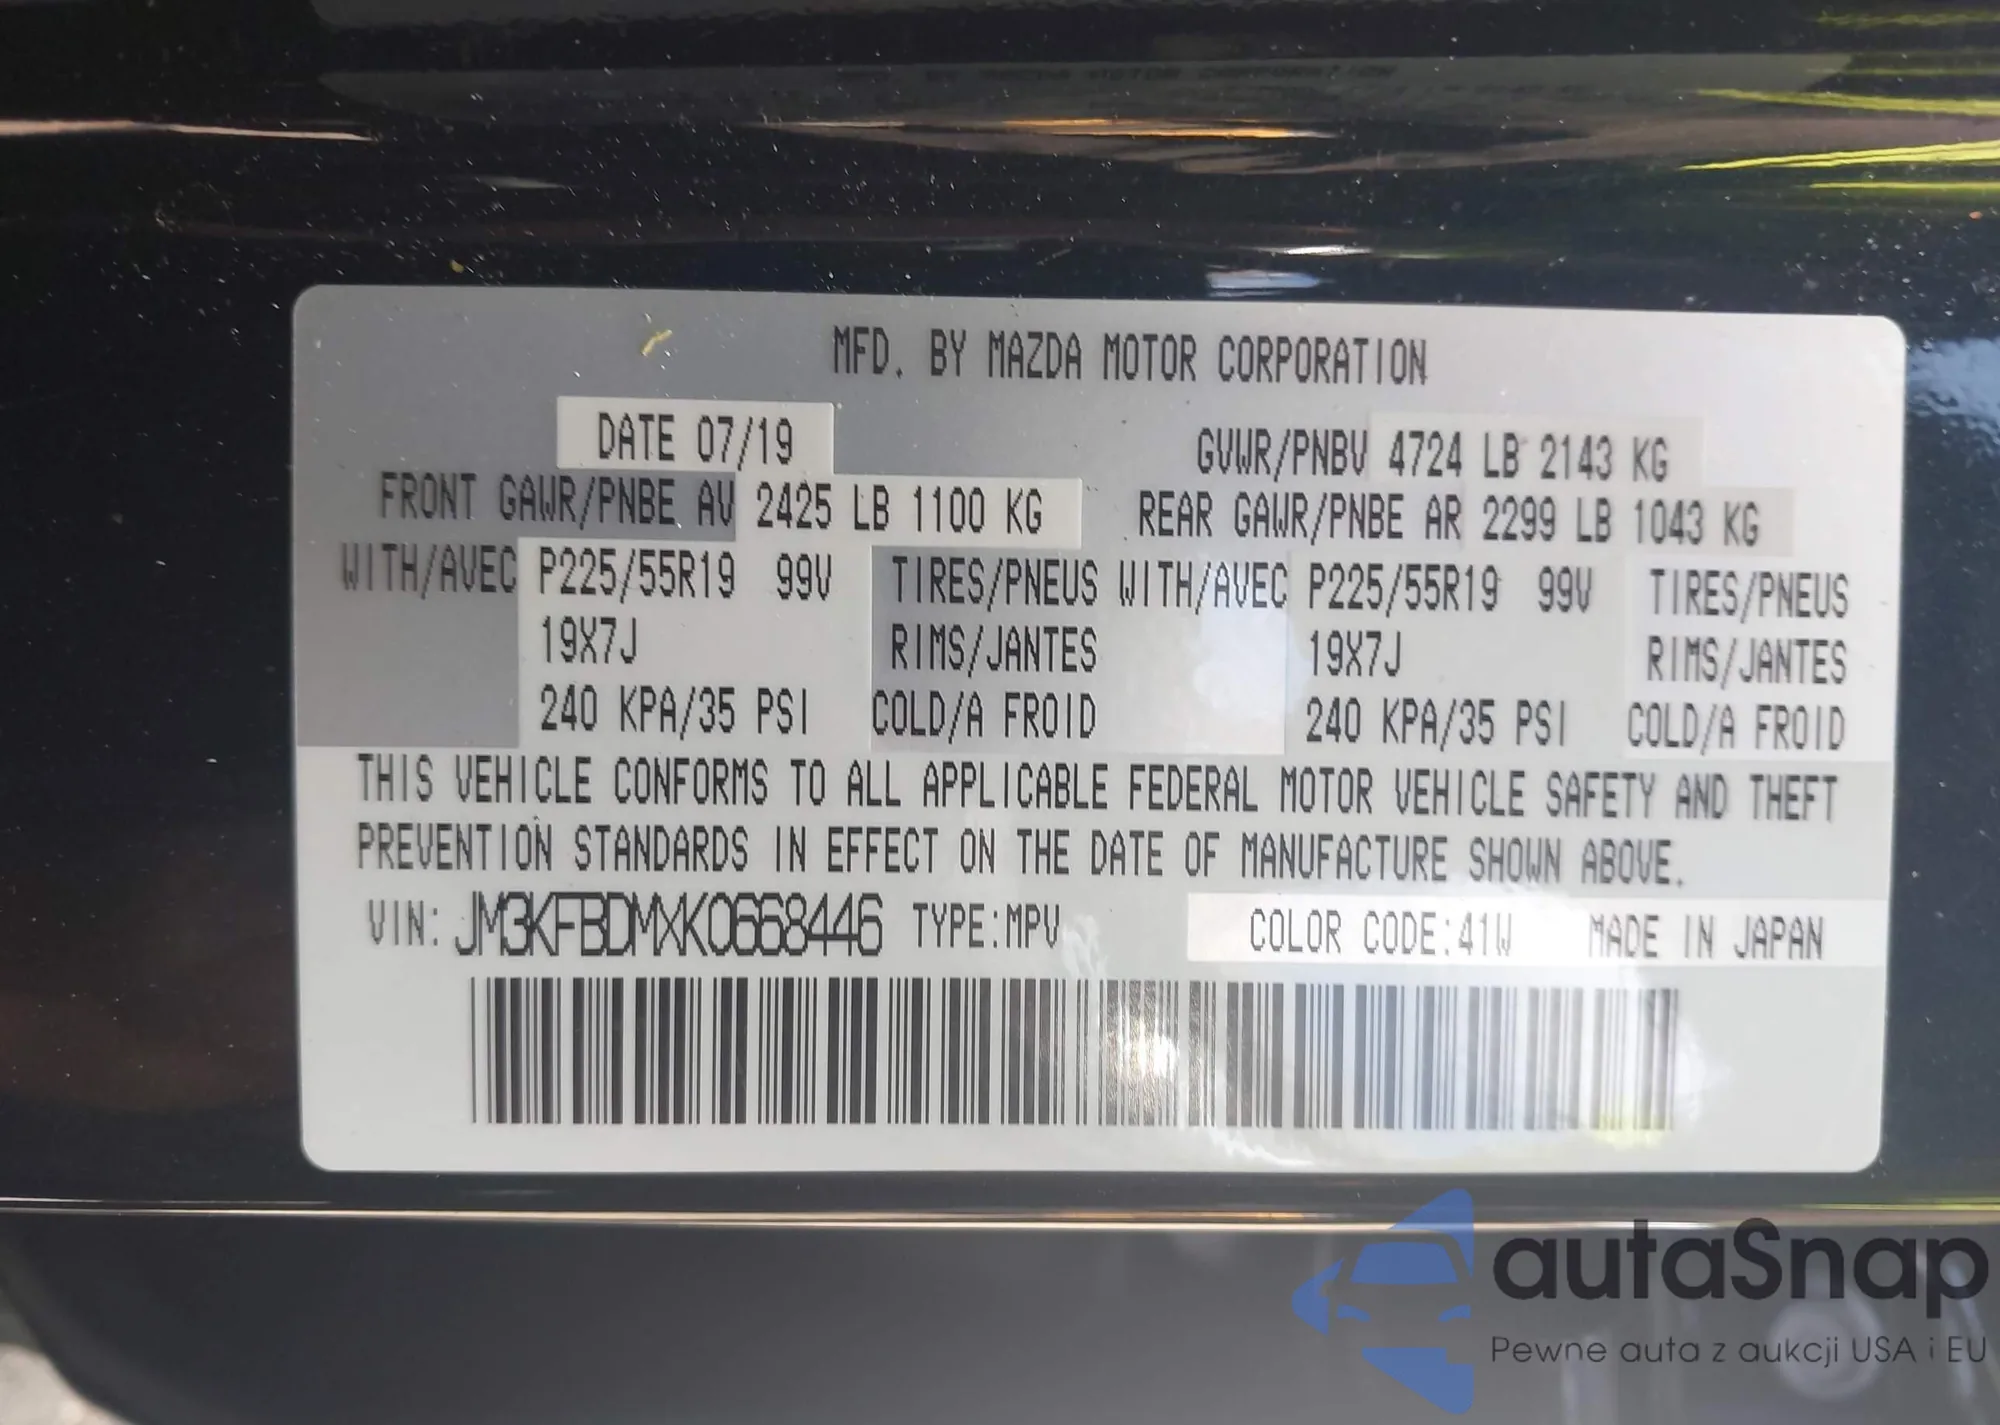 MFD. BY MAZDA MOTOR CORPORATION
DATE 07/19 GVWR/PNBV 4724 LB 2143 KG
FRONT GAWR/PNBE AV 2425 LB 1100 KG REAR GAWR/PNBE AR 2299 LB 1043 KG
WITH/AVEC P225/55R19 99V TIRES/PNEUS WITH/AVEC P225/55R19 99V TIRES/PNEUS
19X7J RIMS/JANTES 19X7J RIMS/JANTES
240 KPA/35 PSI COLD/A FROID 240 KPA/35 PSI COLD/A FROID
THIS VEHICLE CONFORMS TO ALL APPLICABLE FEDERAL MOTOR VEHICLE SAFETY AND THEFT
PREVENTION STANDARDS IN EFFECT ON THE DATE OF MANUFACTURE SHOWN ABOVE.
VIN: JM3KFBDMXK0668446 TYPE:MPV COLOR CODE:41W MADE IN JAPAN
autaSnap
Pewne auta z aukcji USA i EU